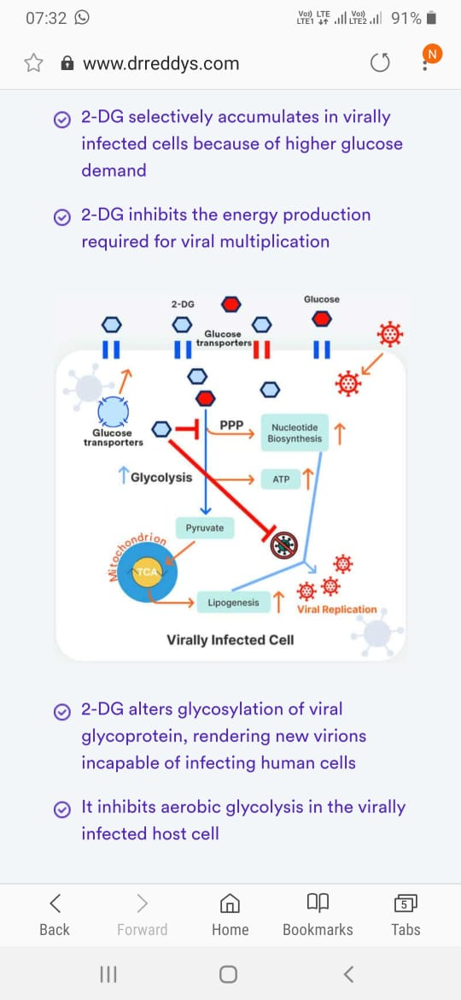 07:32
Vo) LTE Vo)
LTE1 LTE2 91%
www.drreddys.com
N
2-DG selectively accumulates in virally
infected cells because of higher glucose
demand
2-DG inhibits the energy production
required for viral multiplication
2-DG
Glucose
Glucose
transporters
Glucose
transporters
PPP
Nucleotide
Biosynthesis
Glycolysis
ATP
Pyruvate
Mitochondrion
TCA
Lipogenesis
Viral Replication
Virally Infected Cell
2-DG alters glycosylation of viral
glycoprotein, rendering new virions
incapable of infecting human cells
It inhibits aerobic glycolysis in the virally
infected host cell
5
Back Forward Home Bookmarks Tabs